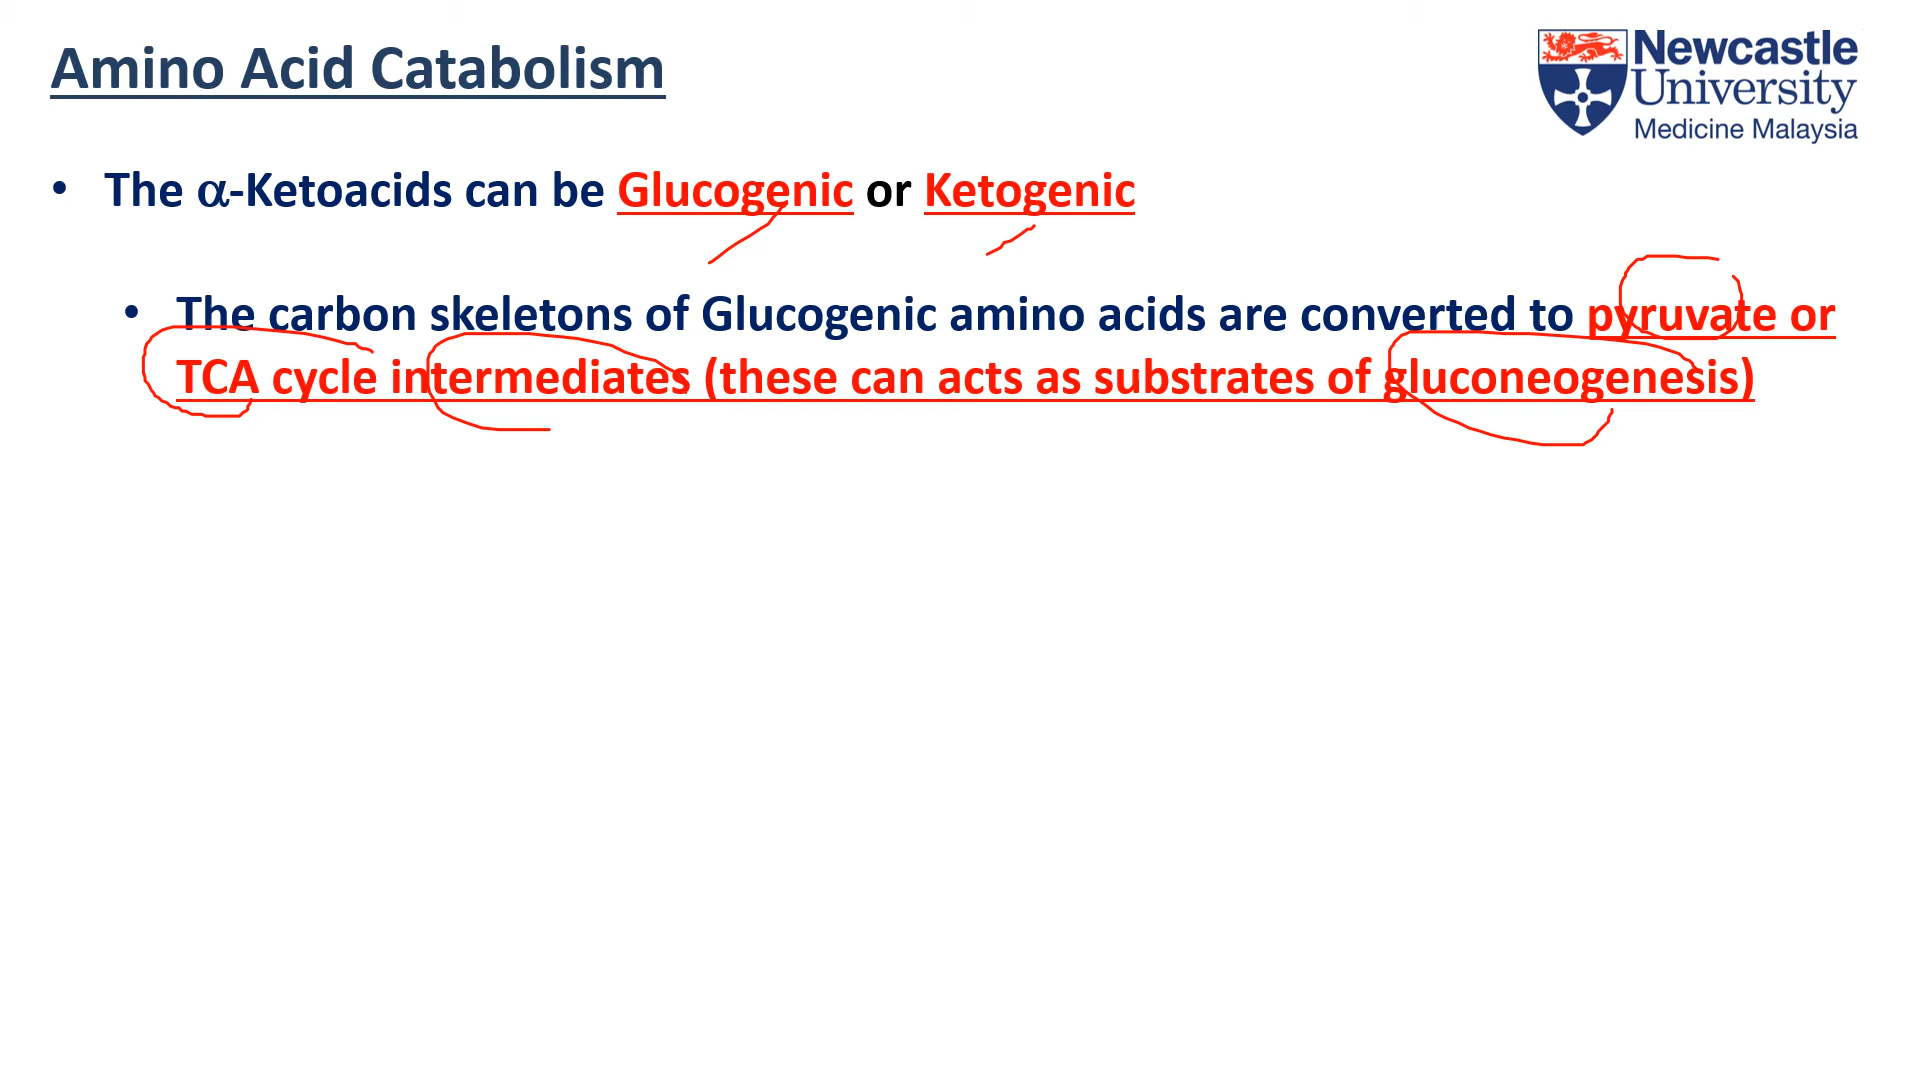 Amino Acid Catabolism
Newcastle
University
Medicine Malaysia
• The α-Ketoacids can be Glucogenic or Ketogenic
• The carbon skeletons of Glucogenic amino acids are converted to pyruvate or
TCA cycle intermediates (these can acts as substrates of gluconeogenesis)